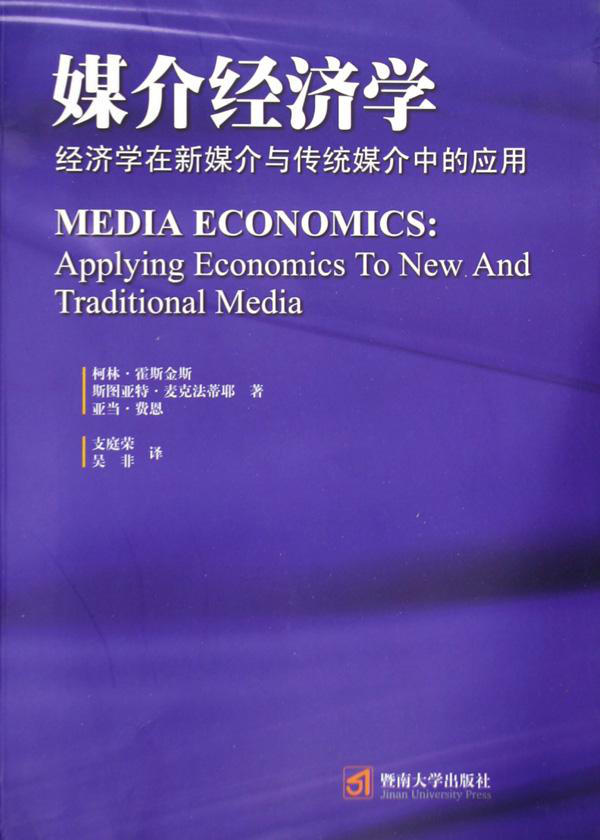 媒介经济学
经济学在新媒介与传统媒介中的应用
MEDIA ECONOMICS:
Applying Economics To New And
Traditional Media
柯林·霍斯金斯
斯图亚特·麦克法蒂耶 著
亚当·费恩
支庭荣
吴 非 译
暨南大学出版社
Jinan University Press